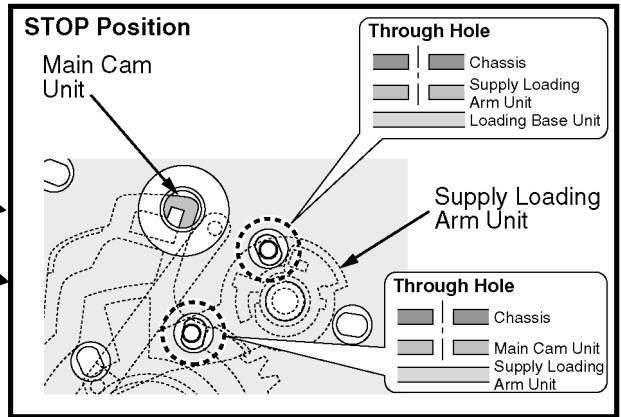 STOP Position
Main Cam
Unit
Through Hole
Chassis
Supply Loading
Arm Unit
Loading Base Unit
Supply Loading
Arm Unit
Through Hole
Chassis
Main Cam Unit
Supply Loading
Arm Unit